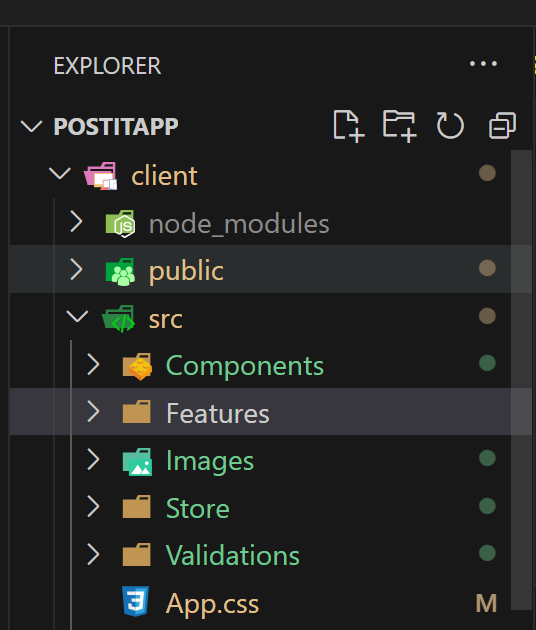 EXPLORER
POSTITAPP
client
node_modules
public
src
Components
Features
Images
Store
Validations
App.css M